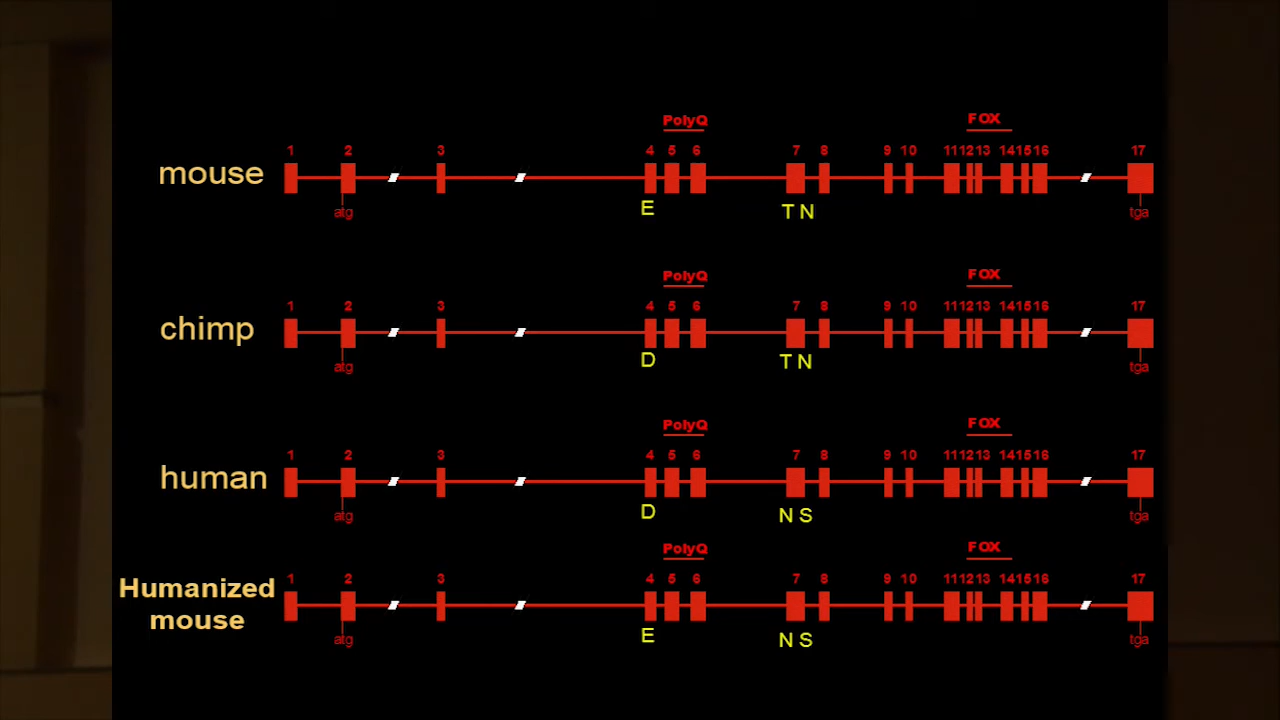 PolyQ FOX
1 2 3 4 5 6 7 8 9 10 11 12 13 14 15 16 17
mouse
atg E T N tga
PolyQ FOX
1 2 3 4 5 6 7 8 9 10 11 12 13 14 15 16 17
chimp
atg D T N tga
PolyQ FOX
1 2 3 4 5 6 7 8 9 10 11 12 13 14 15 16 17
human
atg D N S tga
PolyQ FOX
1 2 3 4 5 6 7 8 9 10 11 12 13 14 15 16 17
Humanized
mouse
atg E N S tga